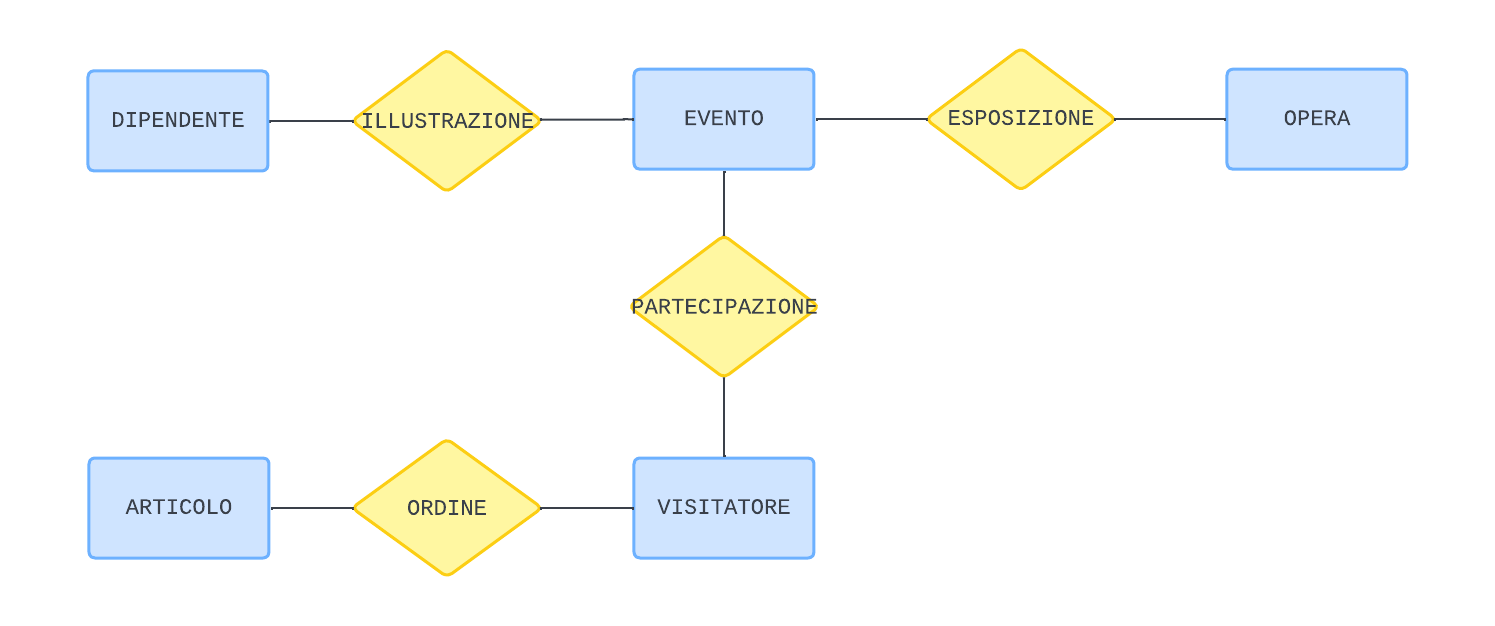 DIPENDENTE
ILLUSTRAZIONE
EVENTO
ESPOSIZIONE
OPERA
PARTECIPAZIONE
ARTICOLO
ORDINE
VISITATORE